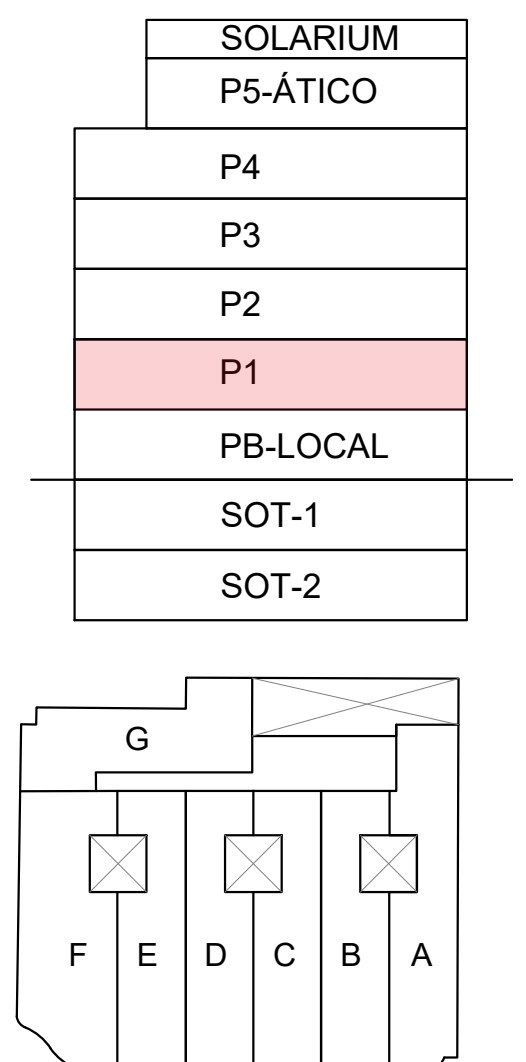 SOLARIUM
P5-ÁTICO
P4
P3
P2
P1
PB-LOCAL
SOT-1
SOT-2
G
F E D C B A